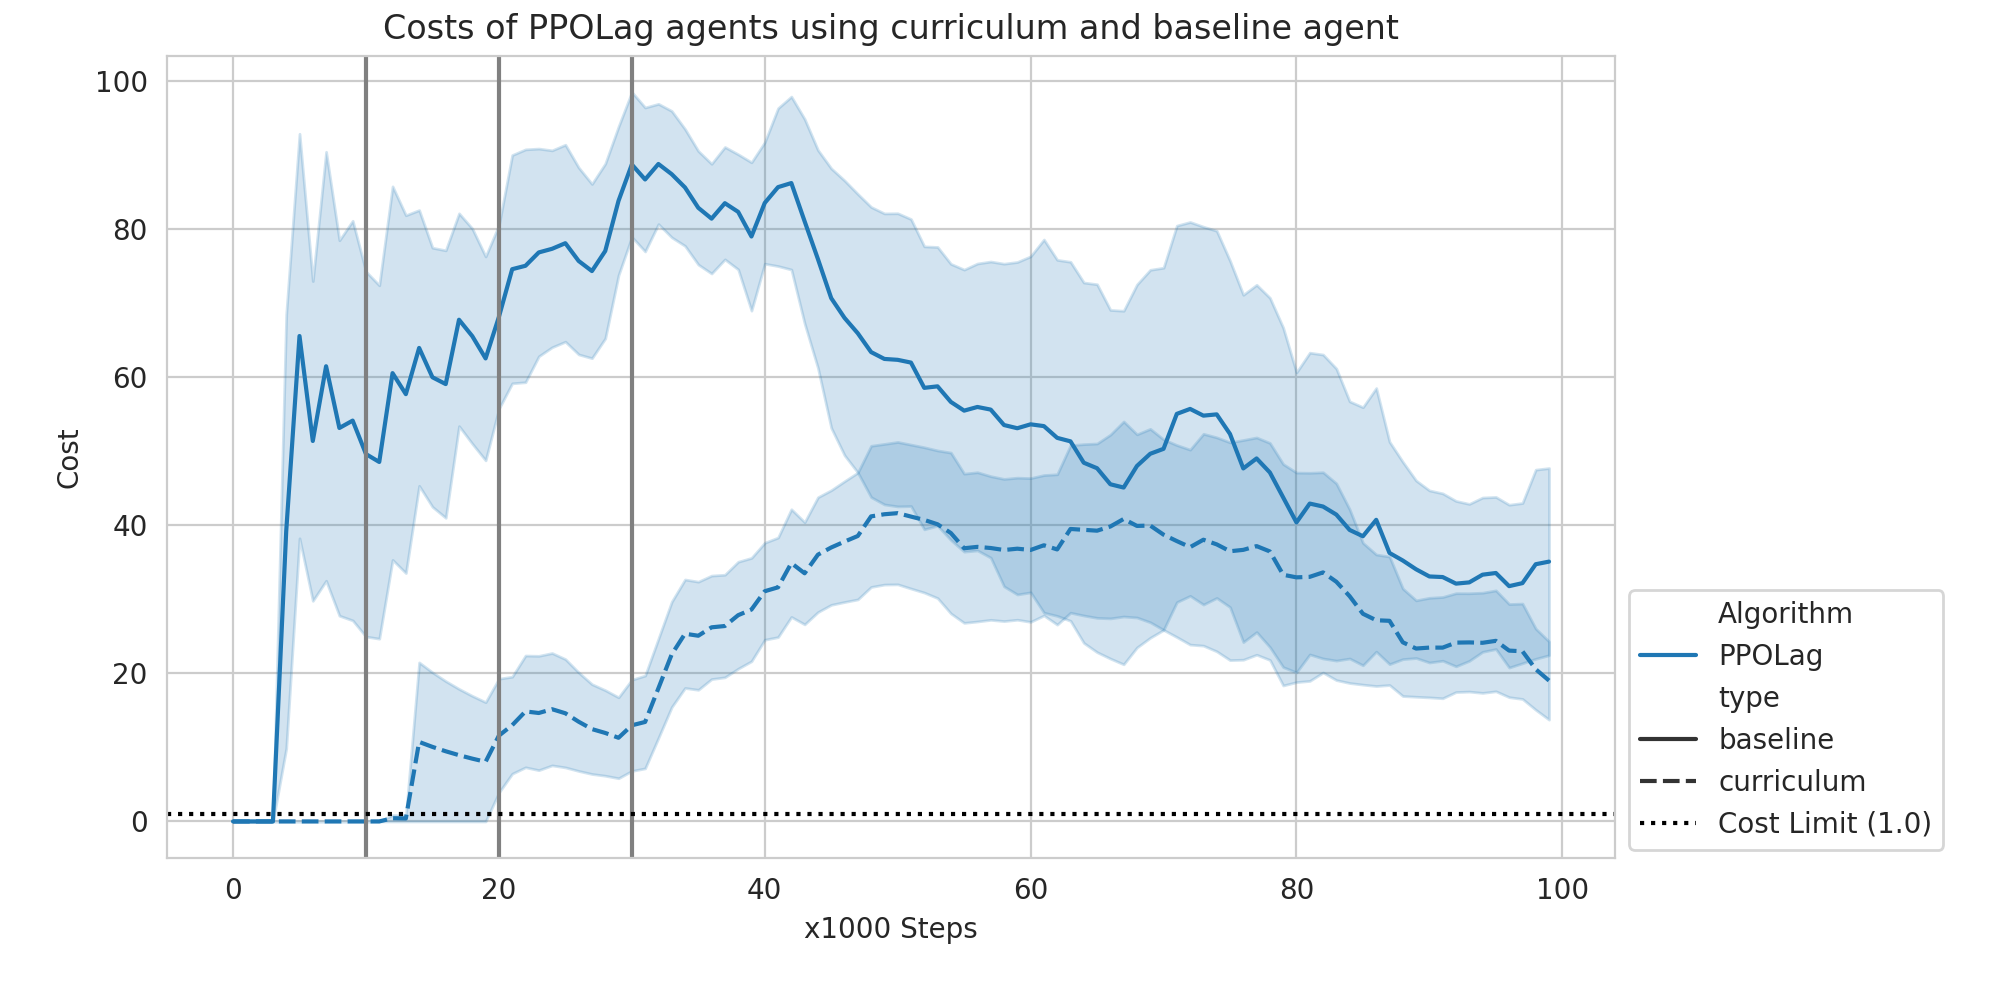 Costs of PPOLag agents using curriculum and baseline agent
100
80
60
40
20
0
Cost
0 20 40 60 80 100
x1000 Steps
Algorithm
PPOLag
type
baseline
curriculum
Cost Limit (1.0)